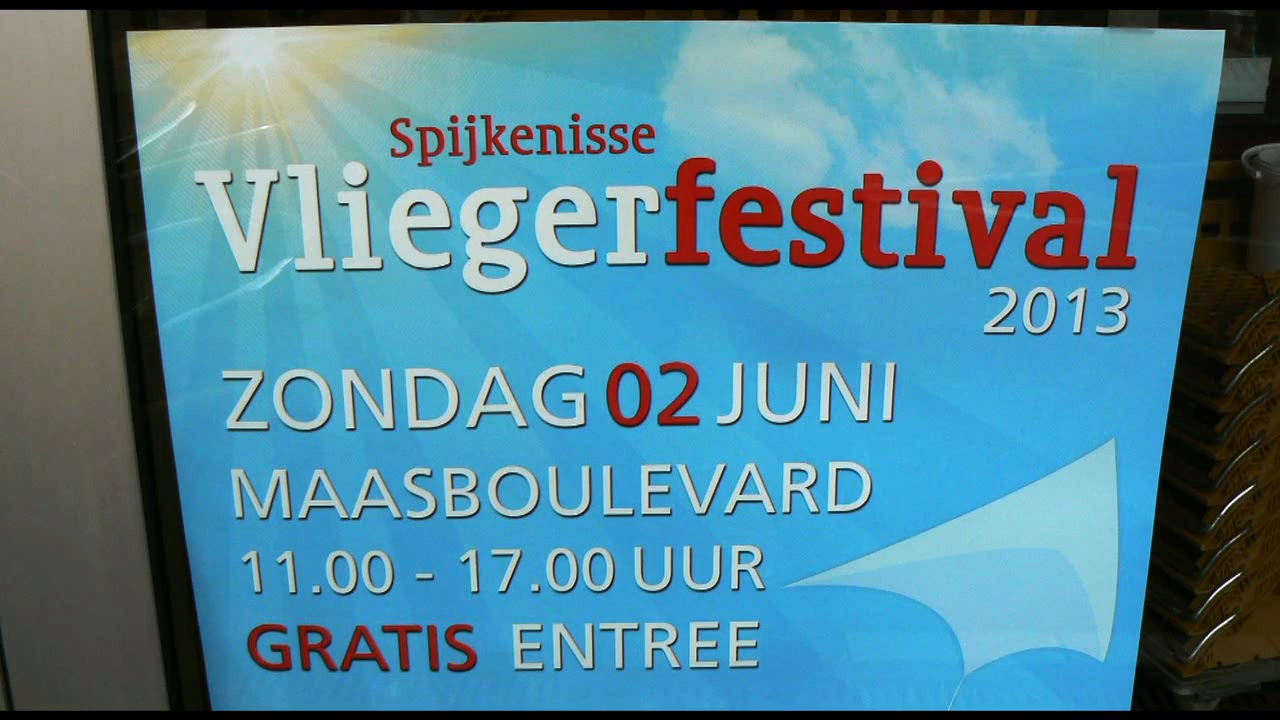 Spijkenisse
Vliegerfestival
2013
ZONDAG 02 JUNI
MAASBOULEVARD
11.00 - 17.00 UUR
GRATIS ENTREE